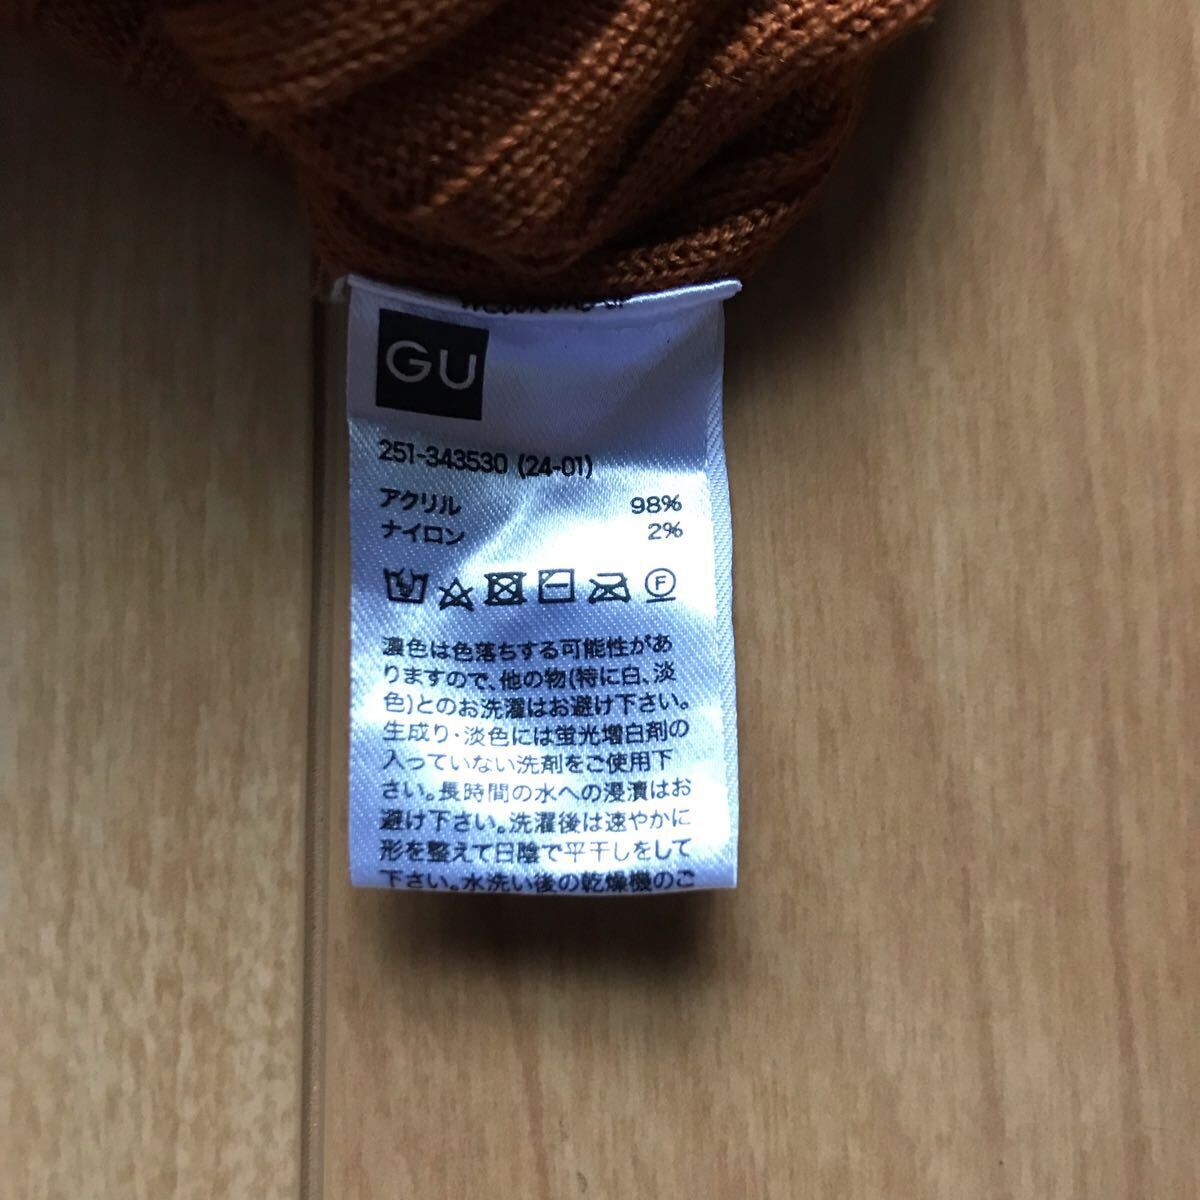 GU
251-343530 (24-01)
アクリル 98%
ナイロン 2%
F
濃色は色落ちする可能性があ
りますので、他の物(特に白、淡
色)とのお洗濯はお避け下さい。
生成り・淡色には蛍光増白剤の
入っていない洗剤をご使用下
さい。長時間の水への浸漬はお
避け下さい。洗濯後は速やかに
形を整えて日陰で平干しをして
下さい。水洗い後の乾燥機のご